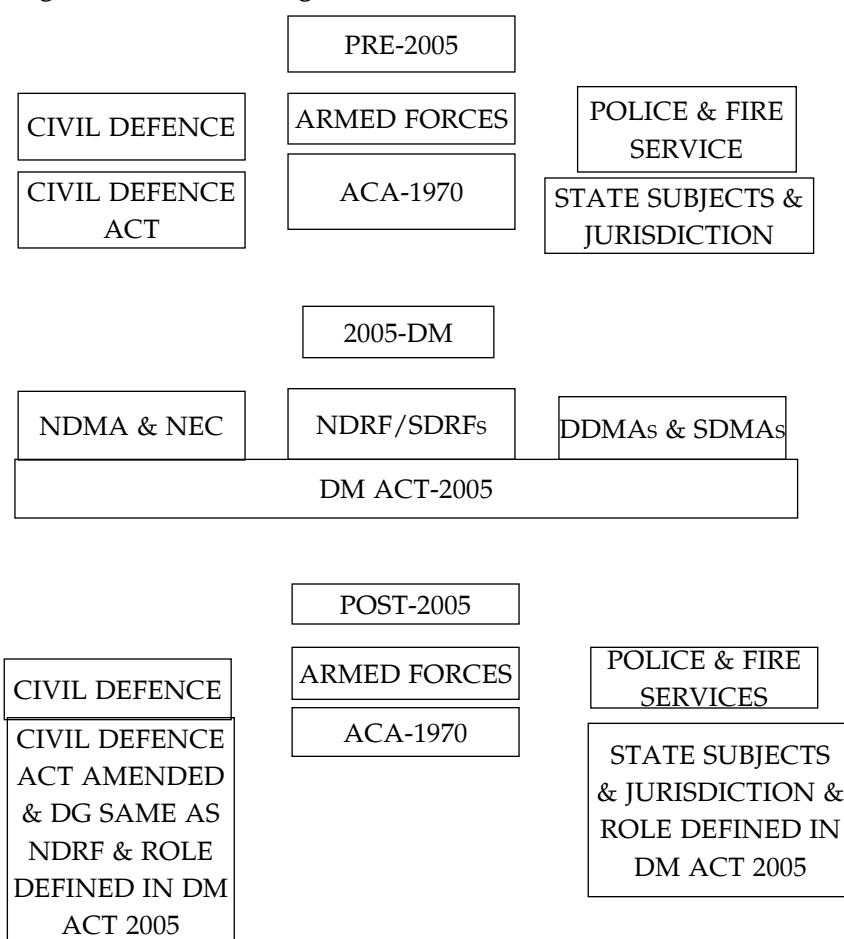 PRE-2005
CIVIL DEFENCE
ARMED FORCES
POLICE & FIRE
SERVICE
CIVIL DEFENCE
ACT
ACA-1970
STATE SUBJECTS &
JURISDICTION
2005-DM
NDMA & NEC
NDRF/SDRFs
DDMAs & SDMAs
DM ACT-2005
POST-2005
CIVIL DEFENCE
ARMED FORCES
POLICE & FIRE
SERVICES
CIVIL DEFENCE
ACT AMENDED
& DG SAME AS
NDRF & ROLE
DEFINED IN DM
ACT 2005
ACA-1970
STATE SUBJECTS
& JURISDICTION &
ROLE DEFINED IN
DM ACT 2005